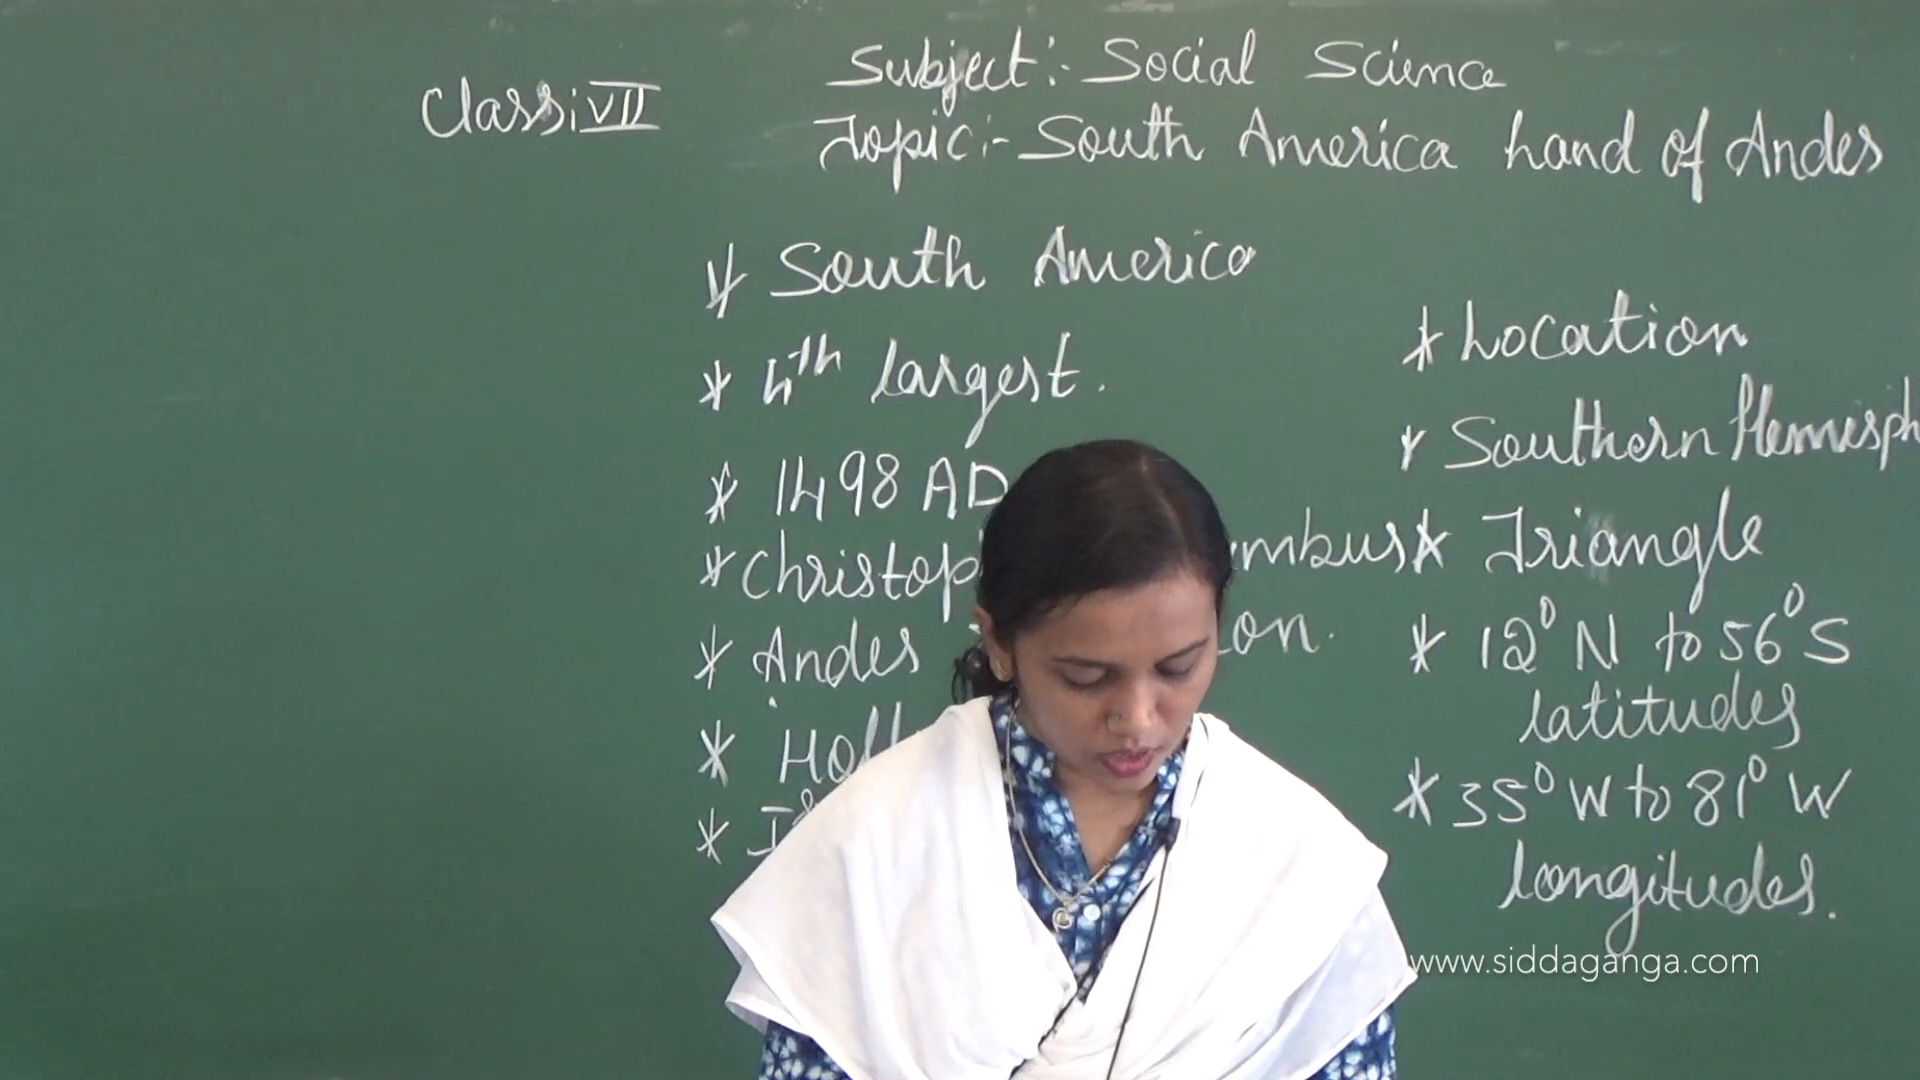 Subject:- Social Science
Class: VII
Topic:- South America Land of Andes
* South America
* 4th largest.
* 1498 AD
* Christop mbus
* Andes on.
*
*
* Location
* Southern Hemisph
* Triangle
* 12° N to 56° S
latitudes
* 35° W to 81° W
longitudes.
www.siddaganga.com